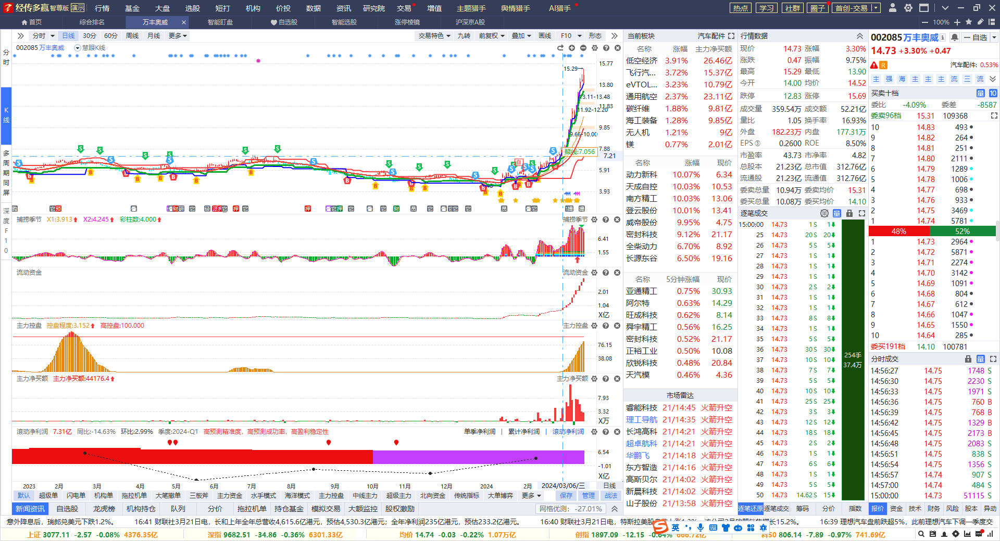 经传多赢 智尊版 演示 行情 基金 大盘 选股 短打 机构 价投 数据 资讯 研究院 交易 增值 主题猎手 舆情猎手 AI猎手 热点 学习 社群 圈子 首创-交易
首页 综合排名 万丰奥威 智能盯盘 自选股 智能选股 涨停棱镜 沪深京A股 100%
分时 日线 30分 60分 周线 月线 更多 交易特色 九转 前复权 叠加 画线 F10 形态
002085 万丰奥威 慧眼K线
分时
K线
多周期同屏
深度F10
15.29
15.77
13.80
13.11-13.48
11.83
11.92-12.20
9.85
9.66-10.00
7.88
熊线:7.056
7.21
5.91
3.93
捕捞季节 X1:3.913 X2:4.245 彩柱数:4.000 捕捞季节
6.41
1.55
流动资金 流动资金
2.01
1.04
X亿
主力控盘 控盘程度:3.152 高控盘:100.000 主力控盘
76.15
38.08
主力净买额 主力净买额:44176.4 主力净买额
7.93
3.32
X万
滚动净利润 7.31亿 同比:-14.63% 环比:2.99% 季度:2024-Q1 高预测精准度，高预测成功率，高盈利稳定性 单季净利润 | 累计净利润 | 滚动净利润
6.54
-1.01
X亿
2023 2月 3月 4月 5月 6月 7月 8月 9月 10月 11月 12月 2024 2月 2024/03/06/三 日线
默认 超级单 闪电单 机构单 拖拉机单 大笔撤单 三板斧 主力资金 水手模式 海洋模式 主力控盘 中线主力 超级主力 北向资金 传统指标 大单博弈 更多 保存 管理 战法
新闻资讯 自选股 龙虎榜 机构持仓 队列 分价 拖拉机单 持仓基金 模拟交易 大额监控 股权激励 网格优测: -27.01%
当前板块 汽车配件
名称 涨幅 主力净买额
低空经济 3.91% 26.46亿
飞行汽... 3.72% 15.37亿
eVTOL... 3.23% 10.79亿
通用航空 2.37% 23.11亿
碳纤维 1.88% 9.81亿
海工装备 1.28% 9.85亿
无人机 1.21% 9亿
镁 0.77% 2.01亿
名称 涨幅 现价
动力新科 10.07% 6.34
天成自控 10.03% 10.53
南方精工 10.03% 13.06
登云股份 10.01% 13.41
威帝股份 9.95% 4.75
密封科技 9.12% 21.17
全柴动力 6.70% 8.92
长源东谷 6.50% 19.16
名称 5分钟涨幅 现价
亚通精工 0.75% 30.93
阿尔特 0.63% 14.29
旺成科技 0.62% 8.14
舜宇精工 0.56% 16.25
密封科技 0.52% 21.17
正裕工业 0.50% 10.08
欣锐科技 0.48% 20.84
天汽模 0.46% 4.36
市场雷达
睿能科技 21/14:45 火箭升空
理工导航 21/14:35 火箭升空
长鸿高科 21/14:21 火箭升空
超卓航科 21/14:21 火箭升空
华鹏飞 21/14:18 火箭升空
东方智造 21/14:16 火箭升空
高斯贝尔 21/14:02 火箭升空
新晨科技 21/14:02 火箭升空
山子股份 21/13:58 火箭升空
行情数据
现价 14.73 涨幅 3.30%
涨跌 0.47 振幅 9.75%
最高 15.29 最低 13.90
今开 14.00 均价 14.52
跌停 12.83 涨停 15.69
成交量 359.54万 成交额 52.21亿
量比 1.05 换手率 16.93%
外盘 182.23万 内盘 177.31万
EPS③ 0.2600 ROE 8.50%
市盈率 43.73 市净率 4.82
总股本 21.23亿 总市值 312.76亿
流通股 21.23亿 流通值 312.76亿
委卖总量 10.94万 委卖均价 15.31
委买总量 10.08万 委买均价 14.10
逐笔成交 单 量
15:00:00 14.73 1 S 1
25 14.73 20 S 20
26 14.73 5 S 5
27 14.73 1 S 1
28 14.73 1 S 1
29 14.73 1 S 1
30 14.73 2 S 2
31 14.73 1 S 1
32 14.73 1 S 1
33 14.73 8 S 8
34 14.73 1 S 1
35 14.73 5 S 5
36 14.73 30 S 30
37 14.73 10 S 10
38 14.73 7 S 7
39 14.73 5 S 5
40 14.73 10 S 10
41 14.73 25 S 25
42 14.73 3 S 3
43 14.73 12 S 12
44 14.73 18 S 18
45 14.73 2 S 2
46 14.73 1 S 1
47 14.73 6 S 6
48 14.73 1 S 1
49 14.73 5 S 5
50 14.73 14.62 S 15
254手
37.4万
逐笔还原 逐笔成交 筹码 分价 指数
002085 万丰奥威 自选
14.73 +3.30% +0.47
R 汽车配件: 0.53%
主 强 海 主 主 主 流 三 流
买卖十档 量 10
委比 -4.09% 委差 -8587
委卖96档 15.31 109368
10 14.83 493
9 14.82 264
8 14.81 251
7 14.80 2111
6 14.79 1289
5 14.78 1006
4 14.77 698
3 14.76 933
2 14.75 3469
1 14.74 5781
48% 52%
1 14.73 2964
2 14.72 5871
3 14.71 2274
4 14.70 3142
5 14.69 1091
6 14.68 804
7 14.67 612
8 14.66 1047
9 14.65 1550
10 14.64 285
委买191档 14.10 100781
分时成交 量
14:56:27 14.75 1748 S
14:56:30 14.75 2230 S
14:56:33 14.75 1971 S
14:56:36 14.75 760 B
14:56:39 14.75 768 B
14:56:42 14.75 1329 B
14:56:45 14.75 2173 B
14:56:48 14.75 2083 S
14:56:51 14.75 838 S
14:56:54 14.75 1356 S
14:56:57 14.74 907 S
14:57:00 14.74 484 S
15:00:00 14.73 51115 S
报价 资金 技术 财务 风险 股本 异动
意外降息后，瑞郎兑美元下跌1.2%。 16:41 财联社3月21日电，长和上年全年总营收4,615.6亿港元，预估4,530.3亿港元；全年净利润235亿港元，预估233.2亿港元。 16:40 财联社3月21日电，特斯拉美股 16:39 理想汽车盘前跌超5%，此前理想汽车下调一季度交
上证 3077.11 -2.57 -0.08% 4376.35亿 深指 9682.51 -34.86 -0.36% 6301.33亿 均价 14.74 -0.03 -0.22% 1.07万亿 创指 1897.09 -12.15 -0.64% 666.72亿 科50 806.14 -7.89 -0.97% 741.69亿
英